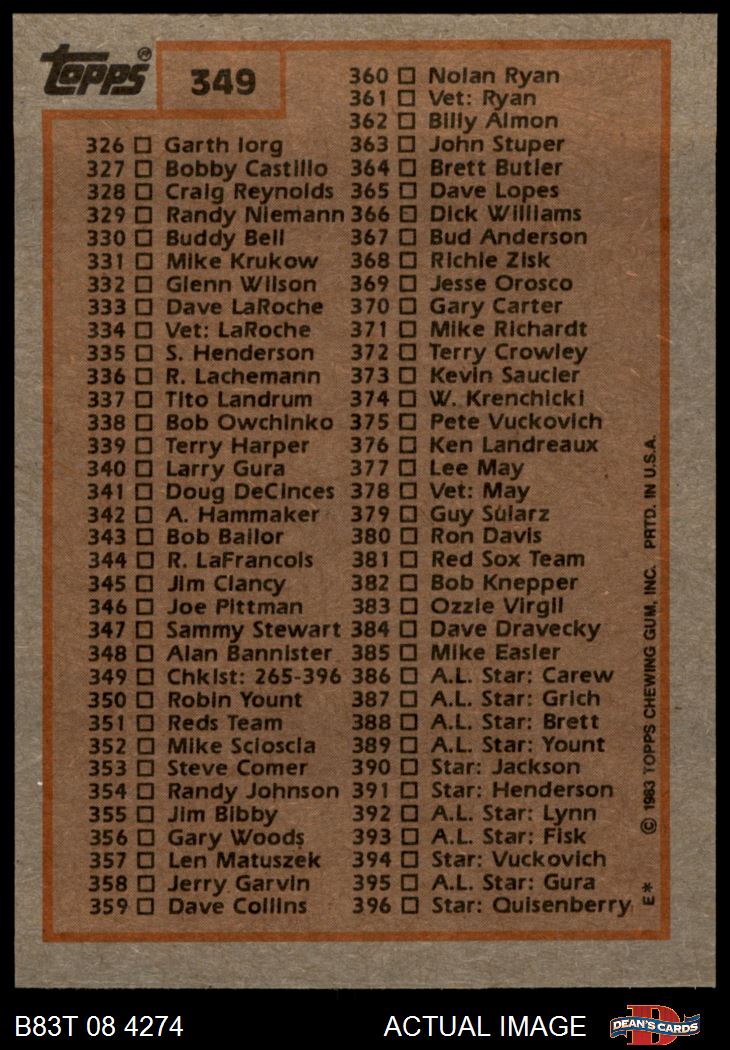 Topps®
349
326 □ Garth Iorg
327 □ Bobby Castillo
328 □ Craig Reynolds
329 □ Randy Niemann
330 □ Buddy Bell
331 □ Mike Krukow
332 □ Glenn Wilson
333 □ Dave LaRoche
334 □ Vet: LaRoche
335 □ S. Henderson
336 □ R. Lachemann
337 □ Tito Landrum
338 □ Bob Owchinko
339 □ Terry Harper
340 □ Larry Gura
341 □ Doug DeCinces
342 □ A. Hammaker
343 □ Bob Bailor
344 □ R. LaFrancois
345 □ Jim Clancy
346 □ Joe Pittman
347 □ Sammy Stewart
348 □ Alan Bannister
349 □ Chklst: 265-396
350 □ Robin Yount
351 □ Reds Team
352 □ Mike Scioscia
353 □ Steve Comer
354 □ Randy Johnson
355 □ Jim Bibby
356 □ Gary Woods
357 □ Len Matuszek
358 □ Jerry Garvin
359 □ Dave Collins
360 □ Nolan Ryan
361 □ Vet: Ryan
362 □ Billy Almon
363 □ John Stuper
364 □ Brett Butler
365 □ Dave Lopes
366 □ Dick Williams
367 □ Bud Anderson
368 □ Richie Zisk
369 □ Jesse Orosco
370 □ Gary Carter
371 □ Mike Richardt
372 □ Terry Crowley
373 □ Kevin Saucier
374 □ W. Krenchicki
375 □ Pete Vuckovich
376 □ Ken Landreaux
377 □ Lee May
378 □ Vet: May
379 □ Guy Sularz
380 □ Ron Davis
381 □ Red Sox Team
382 □ Bob Knepper
383 □ Ozzie Virgil
384 □ Dave Dravecky
385 □ Mike Easler
386 □ A.L. Star: Carew
387 □ A.L. Star: Grich
388 □ A.L. Star: Brett
389 □ A.L. Star: Yount
390 □ Star: Jackson
391 □ Star: Henderson
392 □ A.L. Star: Lynn
393 □ A.L. Star: Fisk
394 □ Star: Vuckovich
395 □ A.L. Star: Gura
396 □ Star: Quisenberry
E* © 1983 TOPPS CHEWING GUM, INC. PRTD. IN U.S.A.
B83T 08 4274 ACTUAL IMAGE
D
DEAN'S CARDS